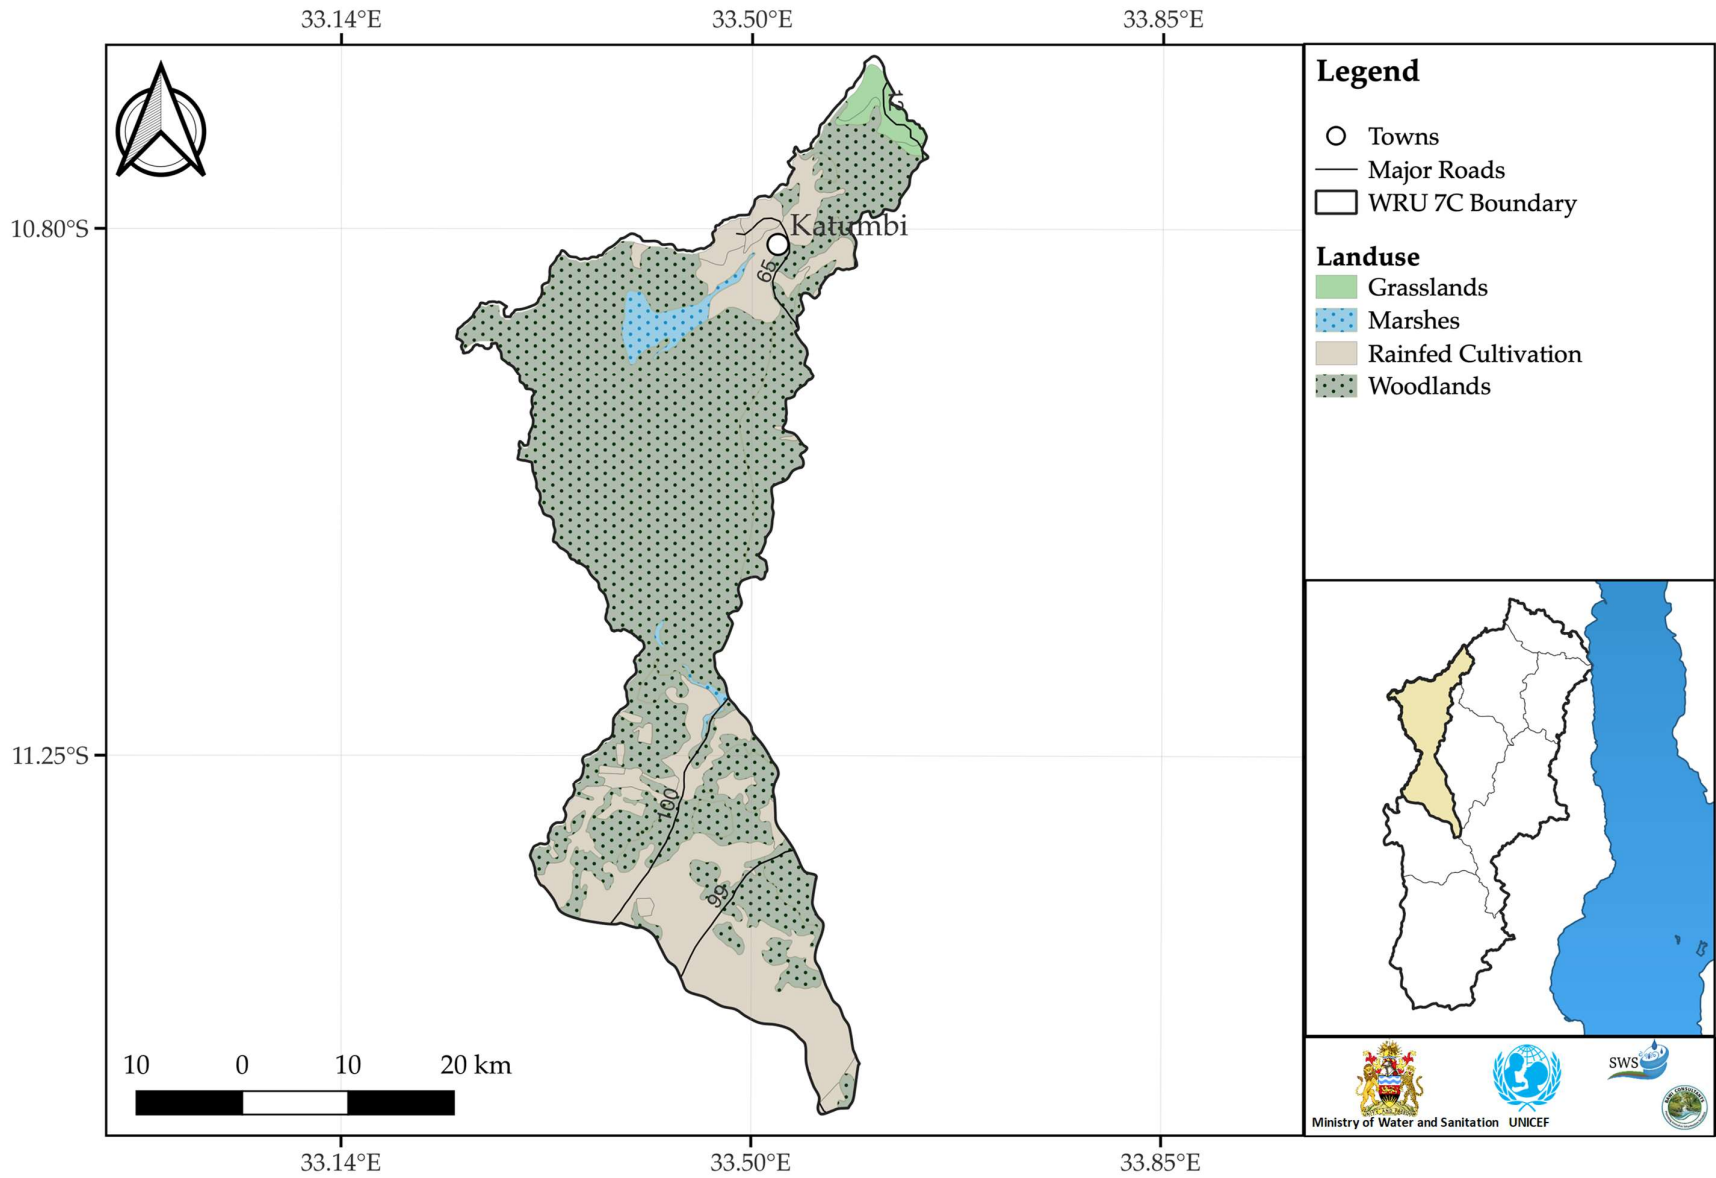 33.14°E
33.50°E
33.85°E
10.80°S
11.25°S
Katumbi
65
100
99
10 0 10 20 km
33.14°E
33.50°E
33.85°E
Legend
Towns
Major Roads
WRU 7C Boundary
Landuse
Grasslands
Marshes
Rainfed Cultivation
Woodlands
SWS
Ministry of Water and Sanitation UNICEF